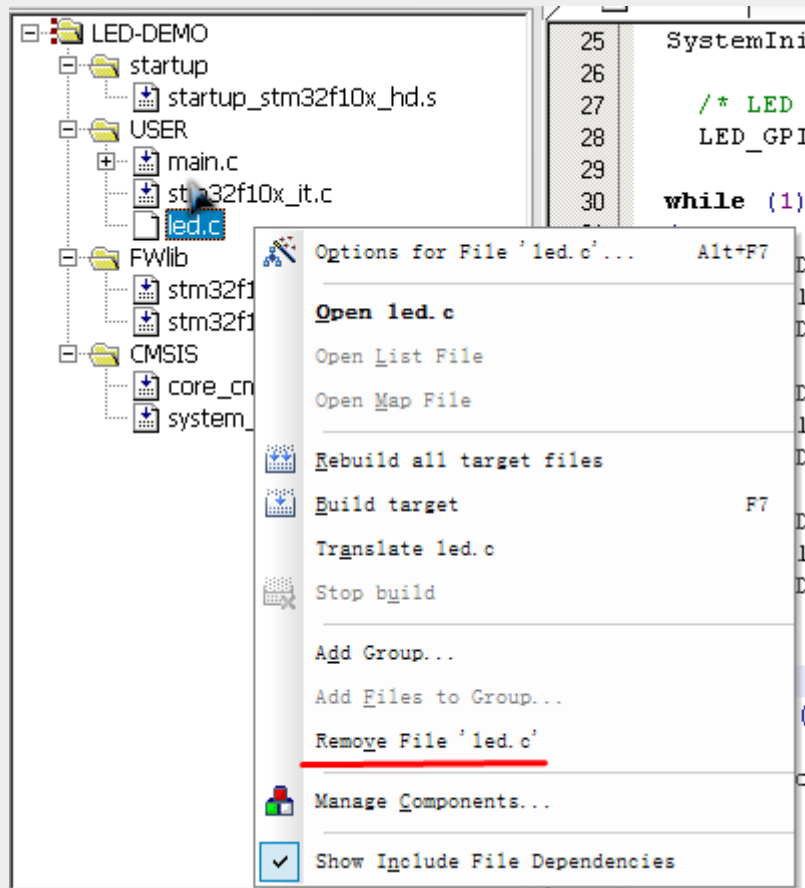 LED-DEMO
startup
startup_stm32f10x_hd.s
USER
main.c
stm32f10x_it.c
led.c
FWlib
stm32f1
stm32f1
CMSIS
core_cm
system_
25 SystemIni
26
27 /* LED
28 LED_GPI
29
30 while (1)
Options for File 'led.c'... Alt+F7
Open led.c
Open List File
Open Map File
Rebuild all target files
Build target F7
Translate led.c
Stop build
Add Group...
Add Files to Group...
Remove File 'led.c'
Manage Components...
Show Include File Dependencies